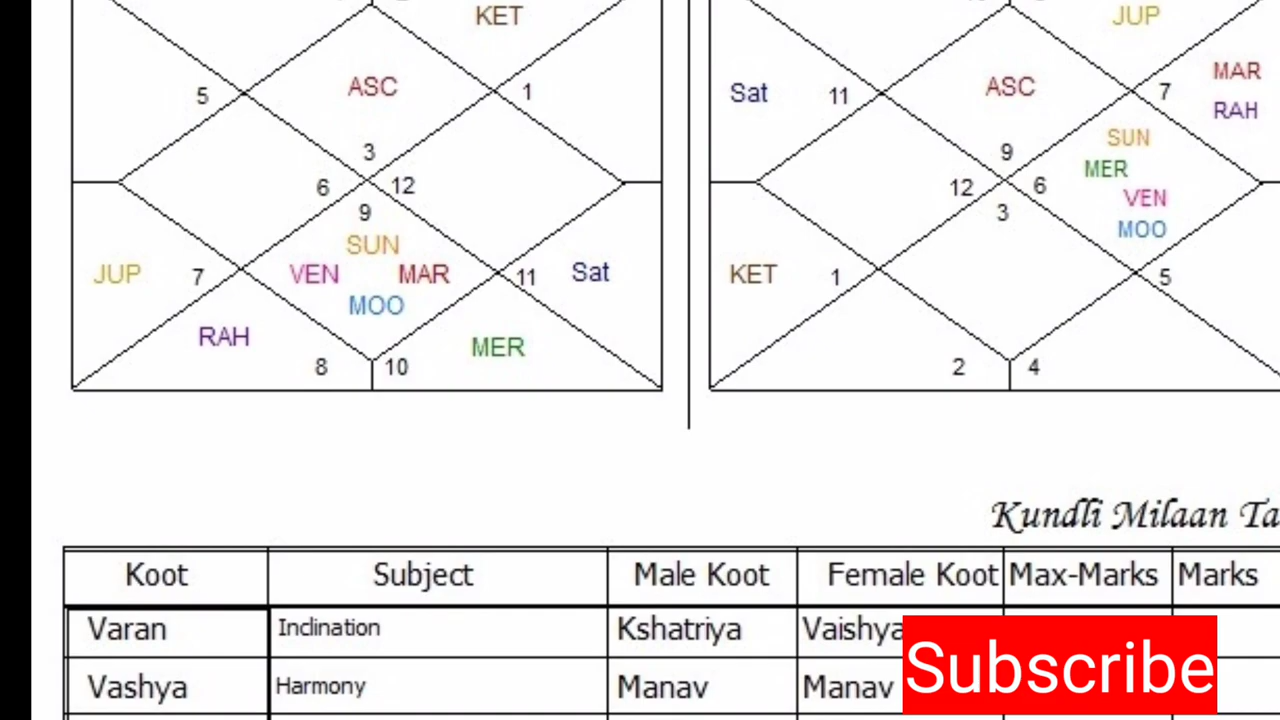 KET
ASC
5
1
3
6
12
9
SUN
JUP
7
VEN
MAR
11
Sat
MOO
RAH
MER
8
10
JUP
Sat
11
ASC
7
MAR
RAH
SUN
9
MER
12
6
VEN
3
MOO
KET
1
5
2
4
Kundli Milaan Ta
Koot Subject Male Koot Female Koot Max-Marks Marks
Varan Inclination Kshatriya Vaishya
Vashya Harmony Manav Manav
Subscribe